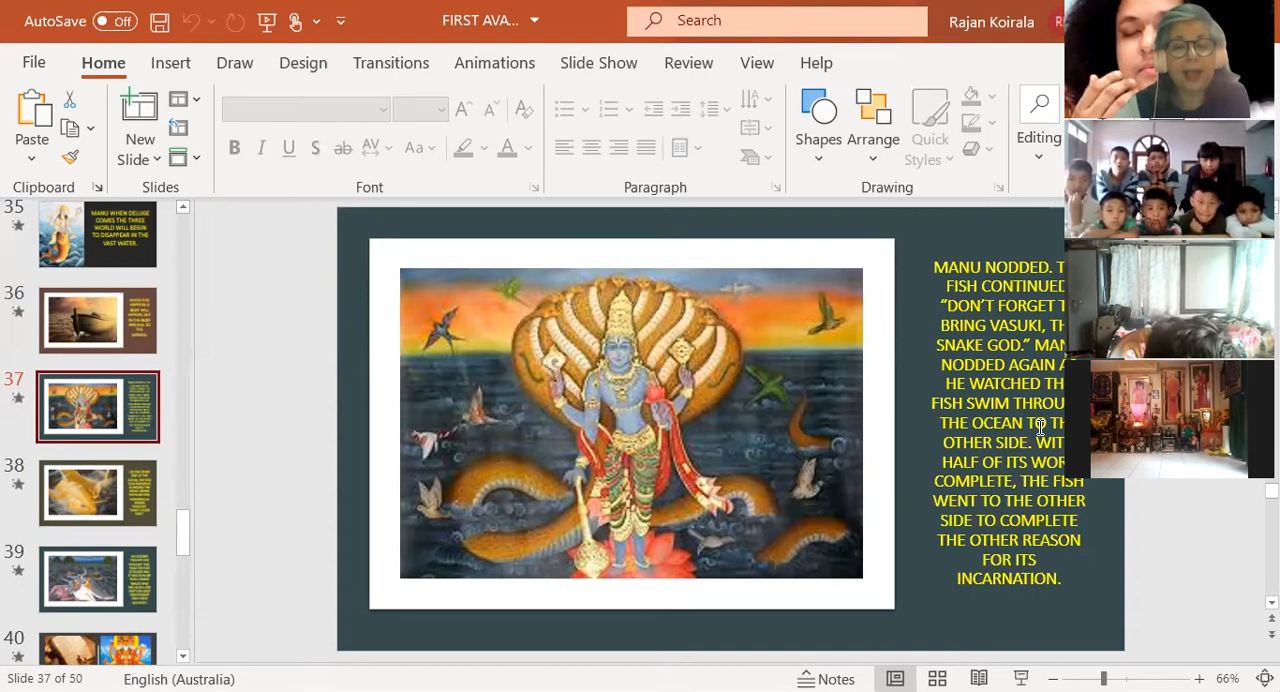 AutoSave Off
FIRST AVA...
Search
Rajan Koirala
File Home Insert Draw Design Transitions Animations Slide Show Review View Help
Paste
New Slide
Shapes Arrange Quick Styles
Editing
Clipboard Slides Font Paragraph Drawing
35
MANU WHEN DELUGE
COMES THE THREE
WORLD WILL BEGIN
TO DISAPPEAR IN THE
VAST WATER.
36
37
38
39
40
MANU NODDED. T
FISH CONTINUED
“DON’T FORGET T
BRING VASUKI, TH
SNAKE GOD.” MAN
NODDED AGAIN A
HE WATCHED TH
FISH SWIM THROU
THE OCEAN TO TH
OTHER SIDE. WIT
HALF OF ITS WOR
COMPLETE, THE FISH
WENT TO THE OTHER
SIDE TO COMPLETE
THE OTHER REASON
FOR ITS
INCARNATION.
Slide 37 of 50 English (Australia) Notes 66%